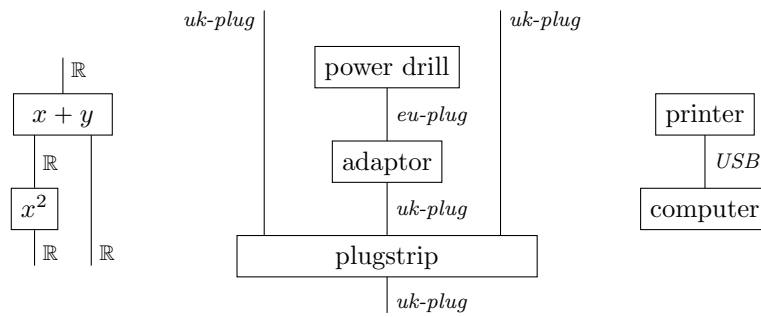 ℝ
x + y
ℝ
x²
ℝ ℝ
uk-plug uk-plug
power drill
eu-plug
adaptor
uk-plug
plugstrip
uk-plug
printer
USB
computer